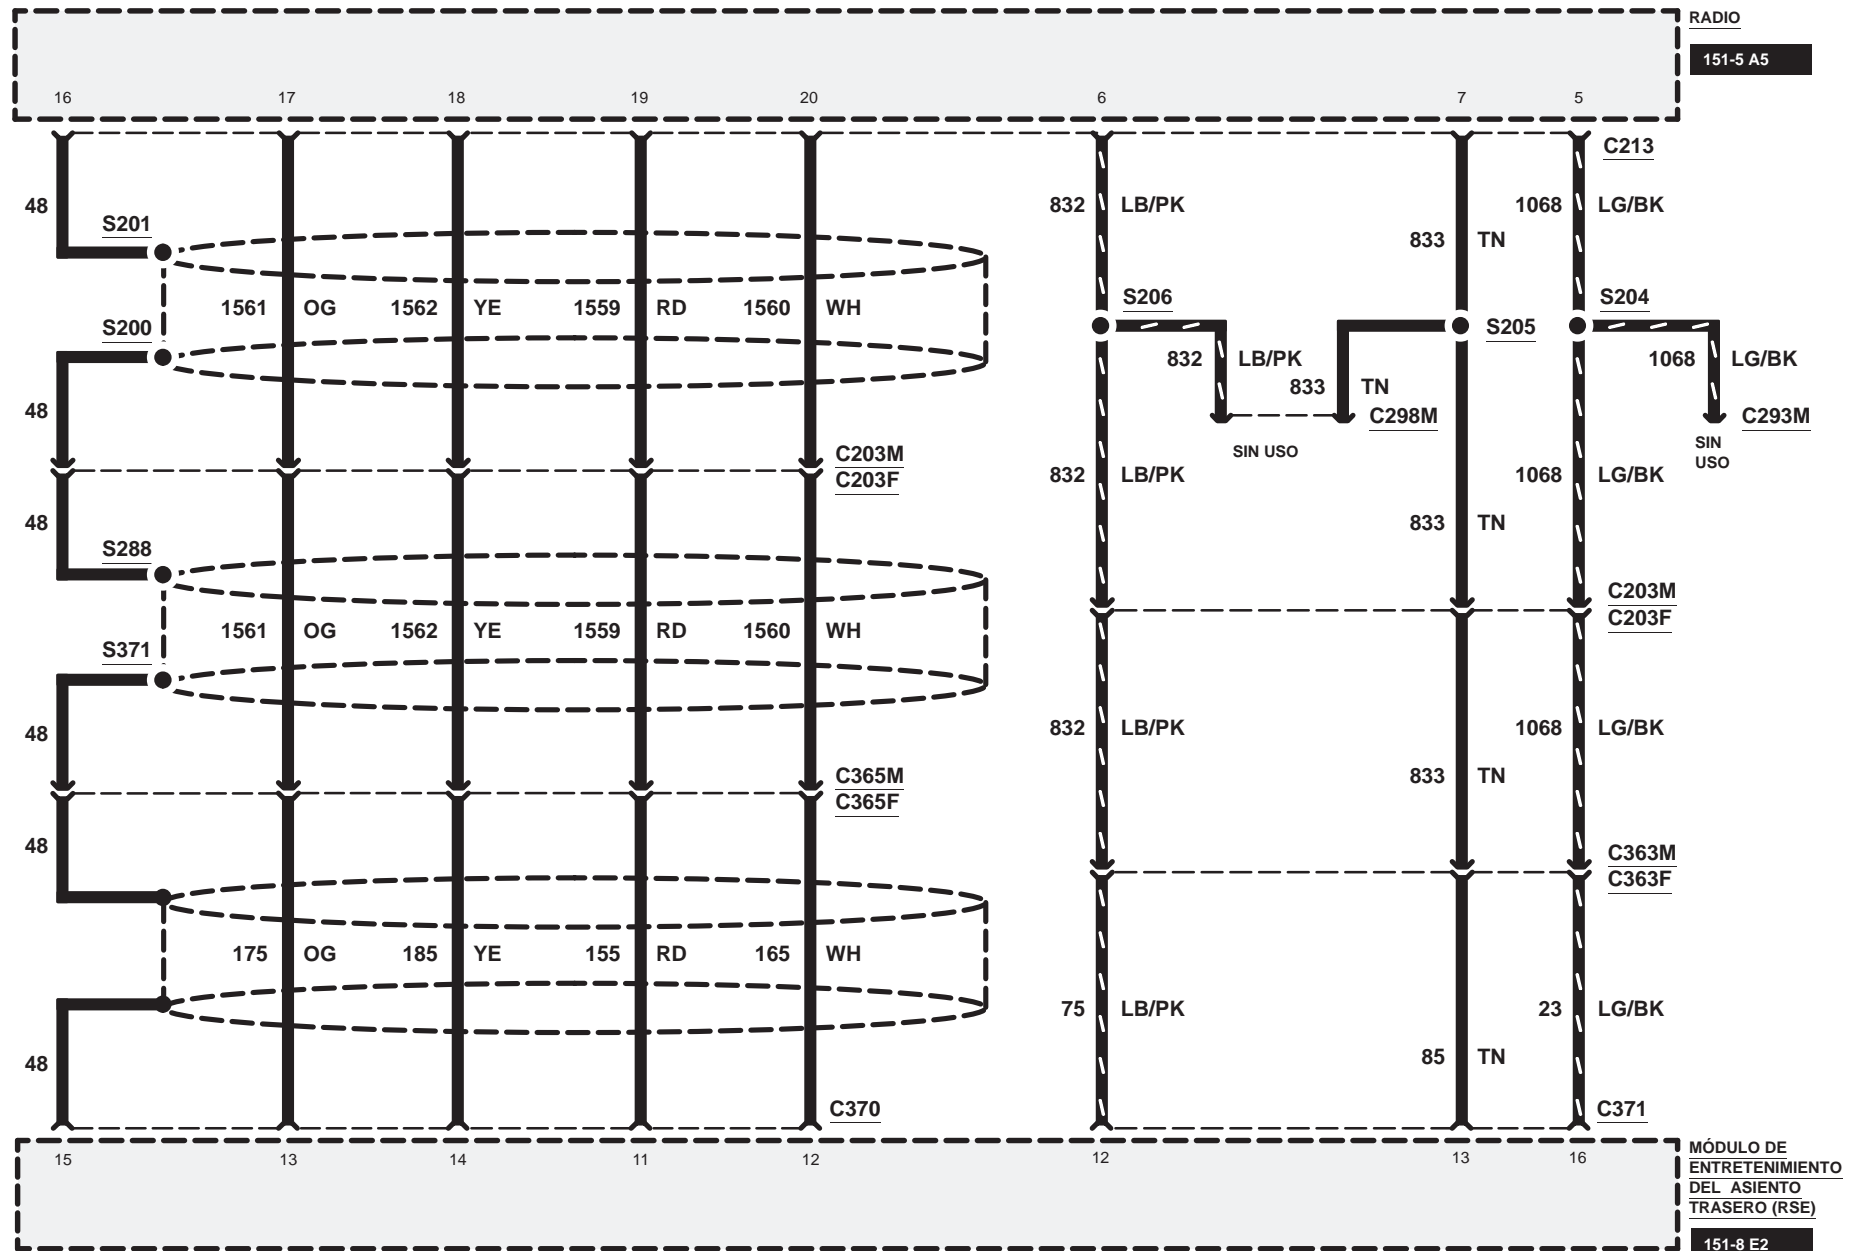 RADIO
151-5 A5
16 17 18 19 20 6 7 5
C213
48 832 LB/PK 1068 LG/BK
S201
833 TN
S206 S204
1561 OG 1562 YE 1559 RD 1560 WH
S200 S205
832 LB/PK 1068 LG/BK
833 TN
48 C298M C293M
SIN USO
SIN
USO
C203M
C203F
832 LB/PK 1068 LG/BK
48 833 TN
S288
C203M
C203F
1561 OG 1562 YE 1559 RD 1560 WH
S371
48 832 LB/PK 1068 LG/BK
C365M
C365F
833 TN
48 C363M
C363F
175 OG 185 YE 155 RD 165 WH
75 LB/PK 23 LG/BK
48 85 TN
C370 C371
15 13 14 11 12 12 13 16
MÓDULO DE
ENTRETENIMIENTO
DEL ASIENTO
TRASERO (RSE)
151-8 E2